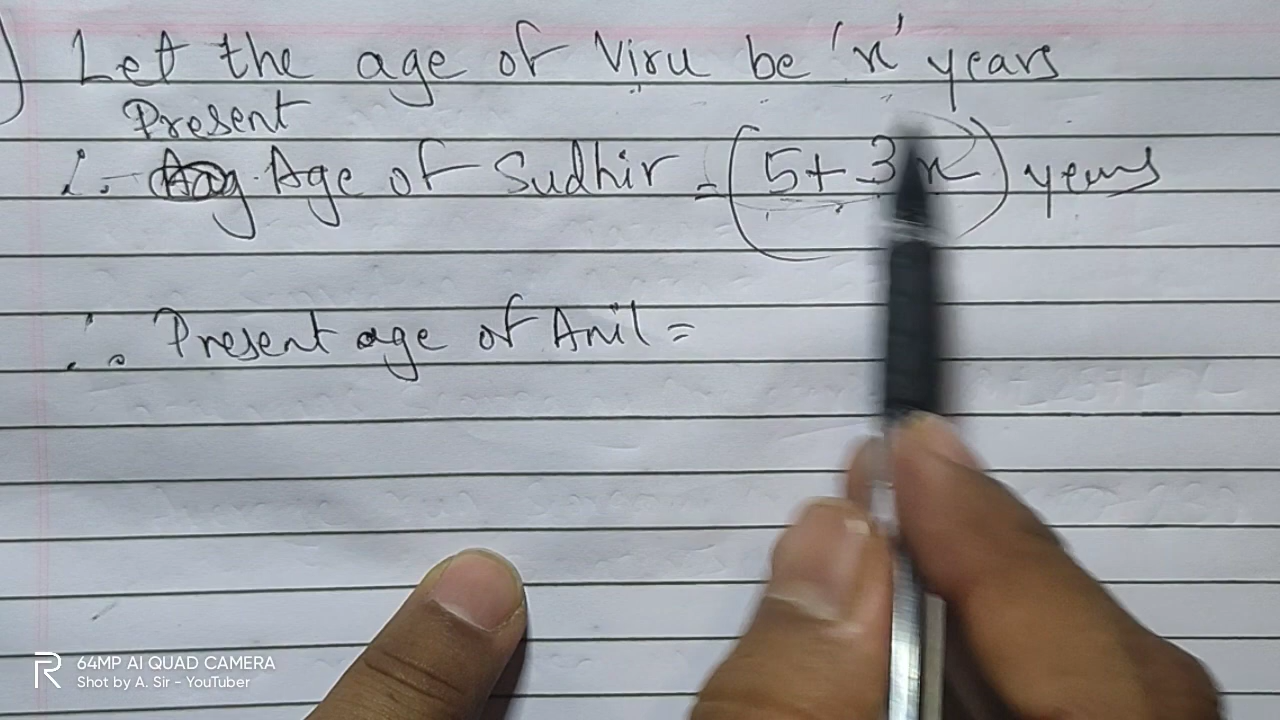 Let the age of Viru be 'x' years
Present
∴ Age of Sudhir = (5+3x) years
∴ Present age of Anil =
64MP AI QUAD CAMERA
Shot by A. Sir - YouTuber